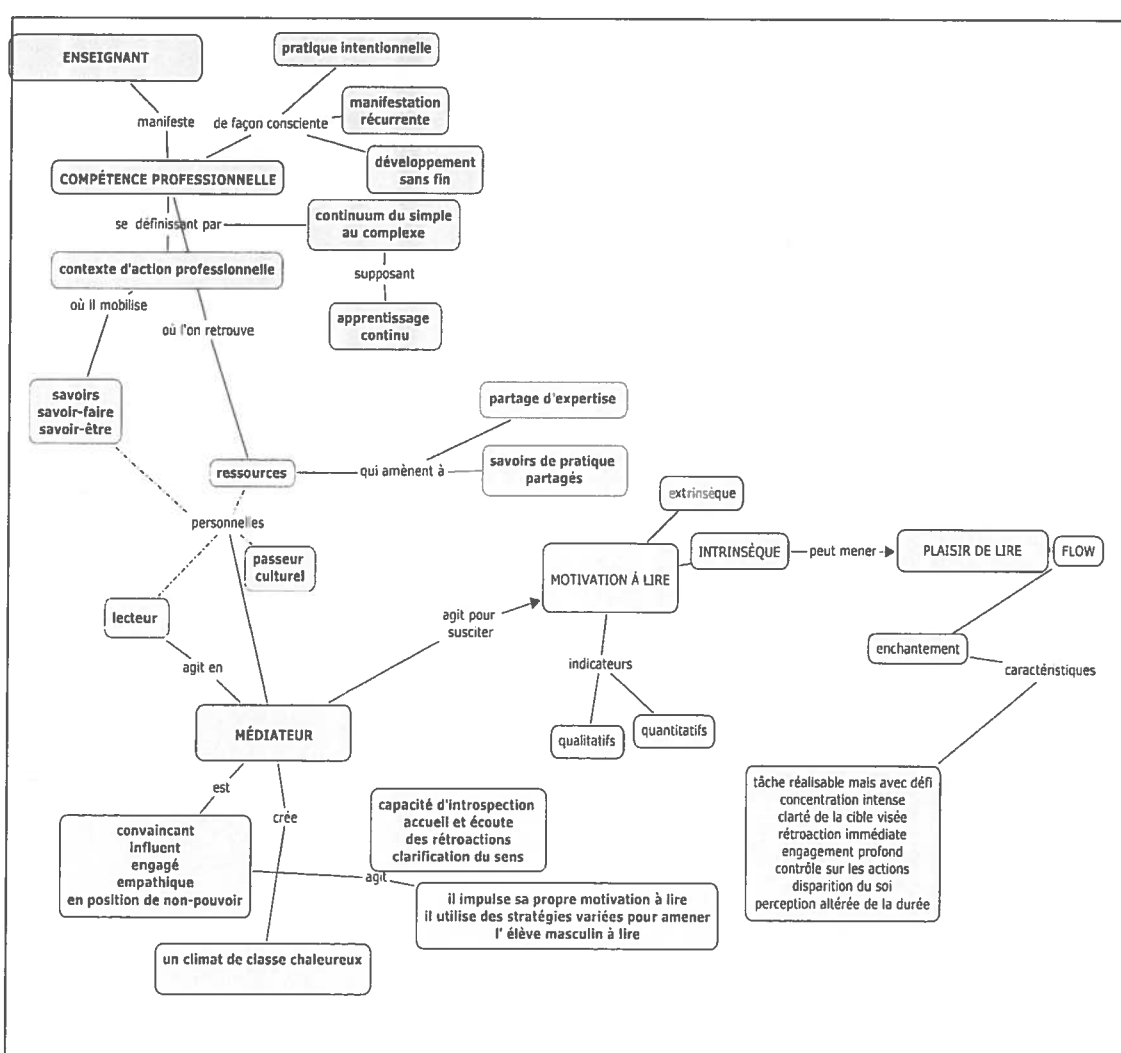 ENSEIGNANT
pratique intentionnelle
manifeste
de façon consciente
manifestation
récurrente
développement
sans fin
COMPÉTENCE PROFESSIONNELLE
se définissant par
continuum du simple
au complexe
contexte d'action professionnelle
supposant
où il mobilise
où l'on retrouve
apprentissage
continu
savoirs
savoir-faire
savoir-être
partage d'expertise
ressources
qui amènent à
savoirs de pratique
partagés
personnelles
passeur
culturel
lecteur
agit en
extrinsèque
MOTIVATION À LIRE
INTRINSÈQUE
peut mener
PLAISIR DE LIRE
FLOW
agit pour
susciter
indicateurs
qualitatifs
quantitatifs
enchantement
caractéristiques
MÉDIATEUR
est
crée
tâche réalisable mais avec défi
concentration intense
clarté de la cible visée
rétroaction immédiate
engagement profond
contrôle sur les actions
disparition du soi
perception altérée de la durée
capacité d'introspection
accueil et écoute
des rétroactions
clarification du sens
convaincant
influent
engagé
empathique
en position de non-pouvoir
agit
il impulse sa propre motivation à lire
il utilise des stratégies variées pour amener
l' élève masculin à lire
un climat de classe chaleureux